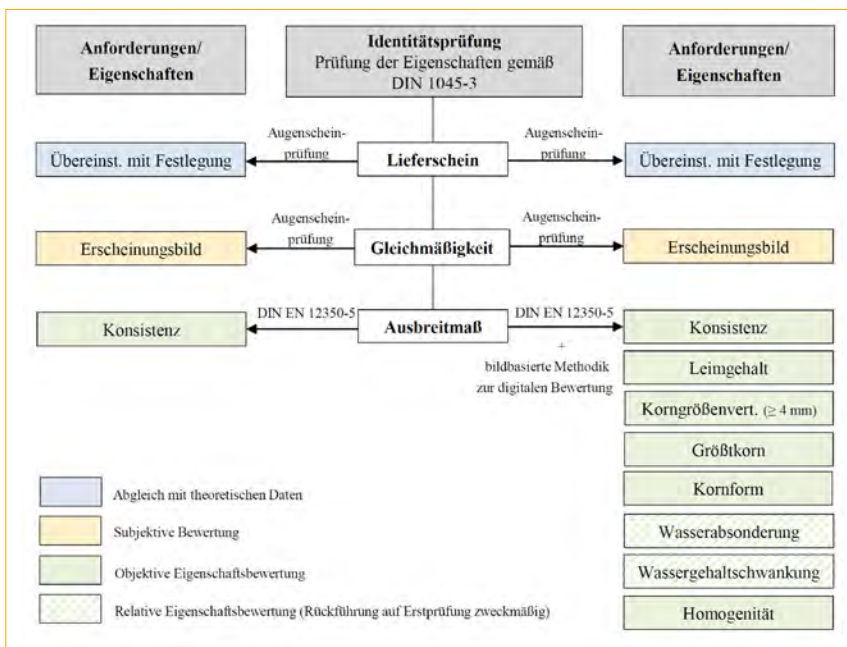 Anforderungen/
Eigenschaften
Identitätsprüfung
Prüfung der Eigenschaften gemäß
DIN 1045-3
Anforderungen/
Eigenschaften
Übereinst. mit Festlegung
Augenschein-
prüfung
Lieferschein
Augenschein-
prüfung
Übereinst. mit Festlegung
Erscheinungsbild
Augenschein-
prüfung
Gleichmäßigkeit
Augenschein-
prüfung
Erscheinungsbild
Konsistenz
DIN EN 12350-5
Ausbreitmaß
DIN EN 12350-5
+
bildbasierte Methodik
zur digitalen Bewertung
Konsistenz
Leimgehalt
Korngrößenvert. (≥ 4 mm)
Größtkorn
Kornform
Wasserabsonderung
Wassergehaltschwankung
Homogenität
Abgleich mit theoretischen Daten
Subjektive Bewertung
Objektive Eigenschaftsbewertung
Relative Eigenschaftsbewertung (Rückführung auf Erstprüfung zweckmäßig)